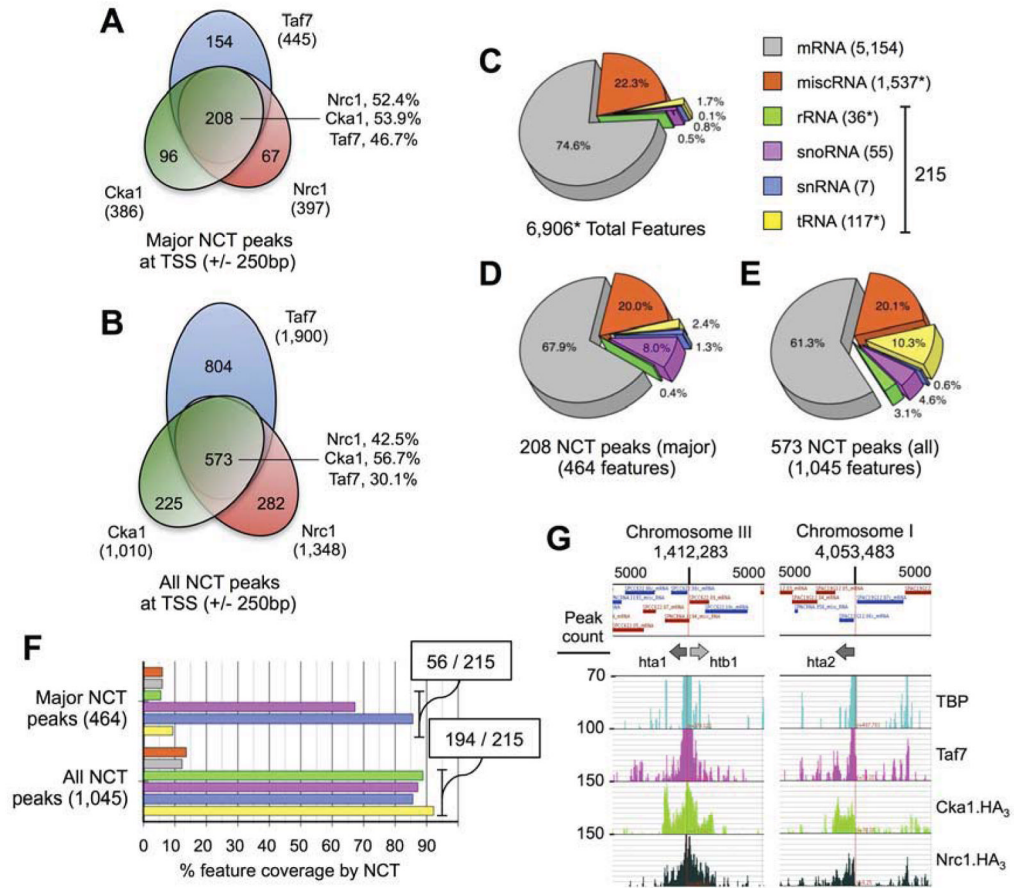 A
Taf7
(445)
154
208
96
67
Nrc1, 52.4%
Cka1, 53.9%
Taf7, 46.7%
Cka1
(386)
Nrc1
(397)
Major NCT peaks
at TSS (+/- 250bp)
B
Taf7
(1,900)
804
573
225
282
Nrc1, 42.5%
Cka1, 56.7%
Taf7, 30.1%
Cka1
(1,010)
Nrc1
(1,348)
All NCT peaks
at TSS (+/- 250bp)
C
22.3%
1.7%
0.1%
0.8%
0.5%
74.6%
6,906* Total Features
mRNA (5,154)
miscRNA (1,537*)
rRNA (36*)
snoRNA (55)
snRNA (7)
tRNA (117*)
215
D
20.0%
2.4%
1.3%
8.0%
0.4%
67.9%
208 NCT peaks (major)
(464 features)
E
20.1%
10.3%
0.6%
4.6%
3.1%
61.3%
573 NCT peaks (all)
(1,045 features)
F
Major NCT
peaks (464)
All NCT
peaks (1,045)
56 / 215
194 / 215
0 10 20 30 40 50 60 70 80 90
% feature coverage by NCT
G
Chromosome III
1,412,283
Chromosome I
4,053,483
5000 5000 5000 5000
Peak
count
hta1 htb1 hta2
70
TBP
100
Taf7
150
Cka1.HA3
150
Nrc1.HA3